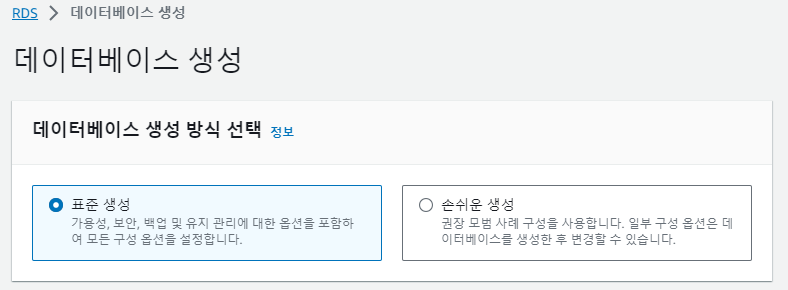 RDS > 데이터베이스 생성
데이터베이스 생성
데이터베이스 생성 방식 선택 정보
표준 생성
가용성, 보안, 백업 및 유지 관리에 대한 옵션을 포함하
여 모든 구성 옵션을 설정합니다.
손쉬운 생성
권장 모범 사례 구성을 사용합니다. 일부 구성 옵션은 데
이터베이스를 생성한 후 변경할 수 있습니다.